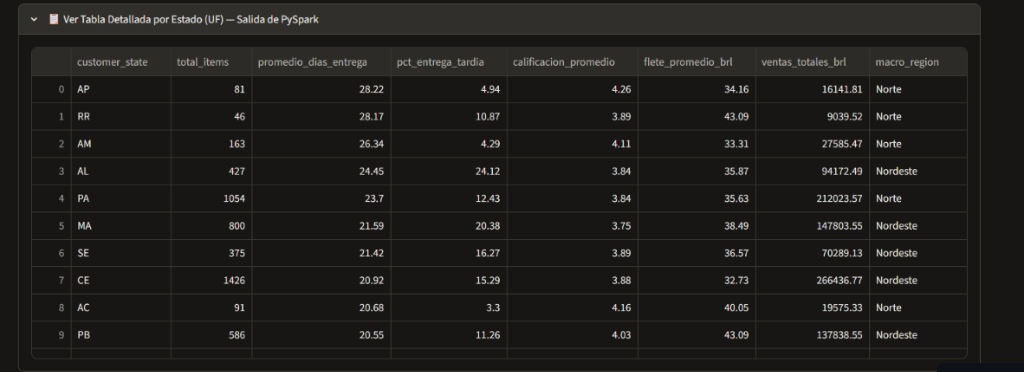 📋 Ver Tabla Detallada por Estado (UF) — Salida de PySpark
customer_state total_items promedio_dias_entrega pct_entrega_tardia calificacion_promedio flete_promedio_brl ventas_totales_brl macro_region
0 AP 81 28.22 4.94 4.26 34.16 16141.81 Norte
1 RR 46 28.17 10.87 3.89 43.09 9039.52 Norte
2 AM 163 26.34 4.29 4.11 33.31 27585.47 Norte
3 AL 427 24.45 24.12 3.84 35.87 94172.49 Nordeste
4 PA 1054 23.7 12.43 3.84 35.63 212023.57 Norte
5 MA 800 21.59 20.38 3.75 38.49 147803.55 Nordeste
6 SE 375 21.42 16.27 3.89 36.57 70289.13 Nordeste
7 CE 1426 20.92 15.29 3.88 32.73 266436.77 Nordeste
8 AC 91 20.68 3.3 4.16 40.05 19575.33 Norte
9 PB 586 20.55 11.26 4.03 43.09 137838.55 Nordeste